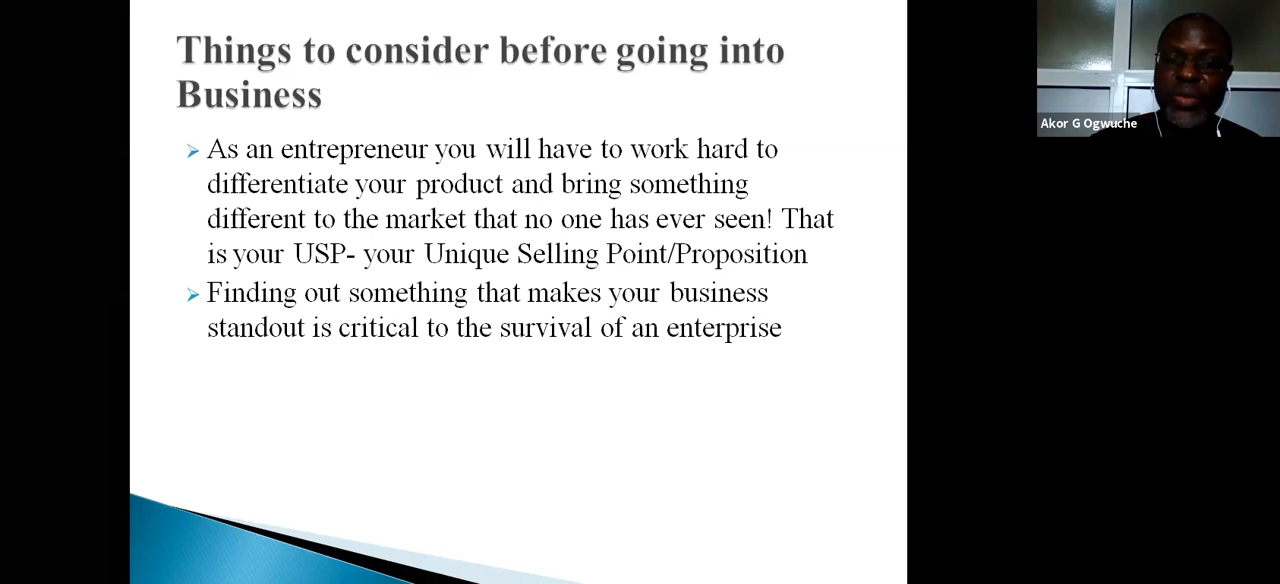 Things to consider before going into
Business
As an entrepreneur you will have to work hard to
differentiate your product and bring something
different to the market that no one has ever seen! That
is your USP- your Unique Selling Point/Proposition
Finding out something that makes your business
standout is critical to the survival of an enterprise
Akor G Ogwuche